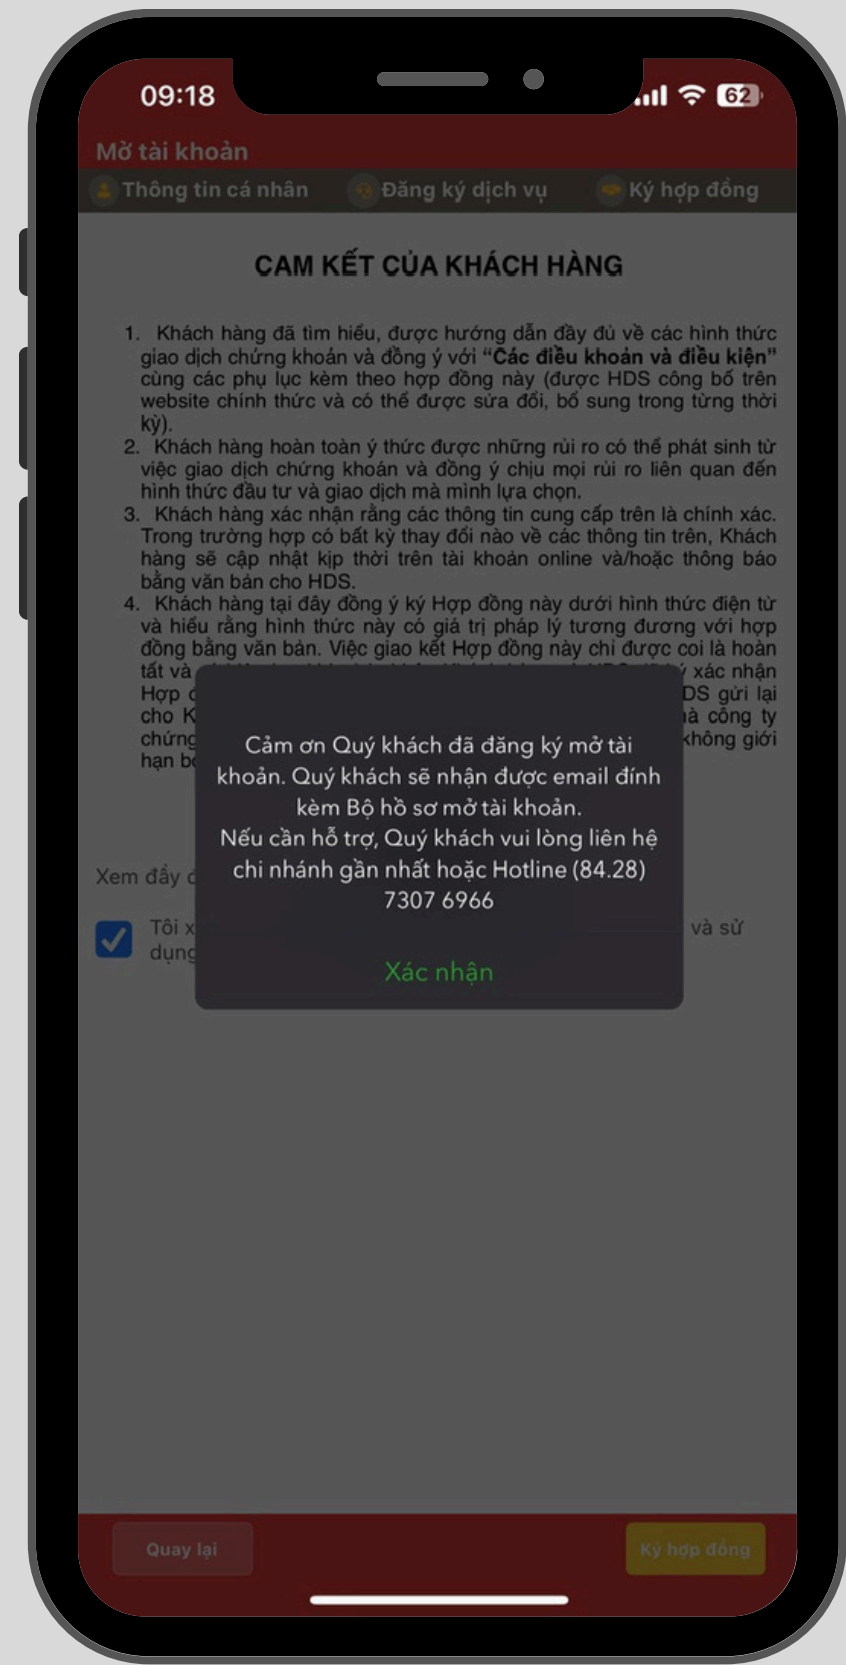 09:18
62
Mở tài khoản
Thông tin cá nhân Đăng ký dịch vụ Ký hợp đồng
CAM KẾT CỦA KHÁCH HÀNG
1. Khách hàng đã tìm hiểu, được hướng dẫn đầy đủ về các hình thức
giao dịch chứng khoán và đồng ý với “Các điều khoản và điều kiện”
cùng các phụ lục kèm theo hợp đồng này (được HDS công bố trên
website chính thức và có thể được sửa đổi, bổ sung trong từng thời
kỳ).
2. Khách hàng hoàn toàn ý thức được những rủi ro có thể phát sinh từ
việc giao dịch chứng khoán và đồng ý chịu mọi rủi ro liên quan đến
hình thức đầu tư và giao dịch mà mình lựa chọn.
3. Khách hàng xác nhận rằng các thông tin cung cấp trên là chính xác.
Trong trường hợp có bất kỳ thay đổi nào về các thông tin trên, Khách
hàng sẽ cập nhật kịp thời trên tài khoản online và/hoặc thông báo
bằng văn bản cho HDS.
4. Khách hàng tại đây đồng ý ký Hợp đồng này dưới hình thức điện tử
và hiểu rằng hình thức này có giá trị pháp lý tương đương với hợp
đồng bằng văn bản. Việc giao kết Hợp đồng này chỉ được coi là hoàn
tất và xác nhận
Hợp DS gửi lại
cho K công ty
chứng không giới
hạn
Cảm ơn Quý khách đã đăng ký mở tài
khoản. Quý khách sẽ nhận được email đính
kèm Bộ hồ sơ mở tài khoản.
Nếu cần hỗ trợ, Quý khách vui lòng liên hệ
chi nhánh gần nhất hoặc Hotline (84.28)
7307 6966
Xác nhận
Xem đầy
Tôi x và sử
dụng
Quay lại Ký hợp đồng